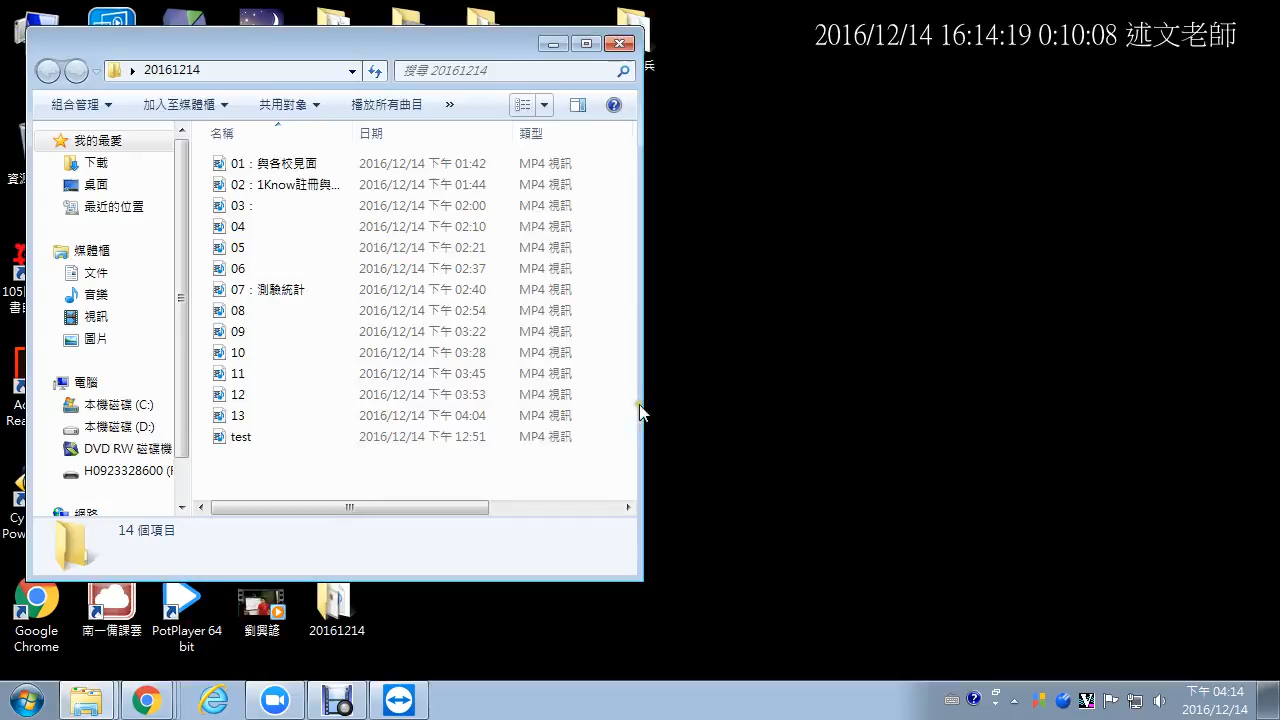 2016/12/14 16:14:19 0:10:08 述文老師
20161214
搜尋 20161214
組合管理 加入至媒體櫃 共用對象 播放所有曲目 »
名稱 日期 類型
我的最愛
下載
桌面
最近的位置
媒體櫃
文件
音樂
視訊
圖片
電腦
本機磁碟 (C:)
本機磁碟 (D:)
DVD RW 磁碟機
H0923328600 (F
網路
01：與各校見面 2016/12/14 下午 01:42 MP4 視訊
02：1Know註冊與... 2016/12/14 下午 01:44 MP4 視訊
03： 2016/12/14 下午 02:00 MP4 視訊
04 2016/12/14 下午 02:10 MP4 視訊
05 2016/12/14 下午 02:21 MP4 視訊
06 2016/12/14 下午 02:37 MP4 視訊
07：測驗統計 2016/12/14 下午 02:40 MP4 視訊
08 2016/12/14 下午 02:54 MP4 視訊
09 2016/12/14 下午 03:22 MP4 視訊
10 2016/12/14 下午 03:28 MP4 視訊
11 2016/12/14 下午 03:45 MP4 視訊
12 2016/12/14 下午 03:53 MP4 視訊
13 2016/12/14 下午 04:04 MP4 視訊
test 2016/12/14 下午 12:51 MP4 視訊
14 個項目
資
105
書
Ac
Rea
Cy
Pow
Google
Chrome
南一備課雲
PotPlayer 64
bit
劉興諺
20161214
下午 04:14
2016/12/14